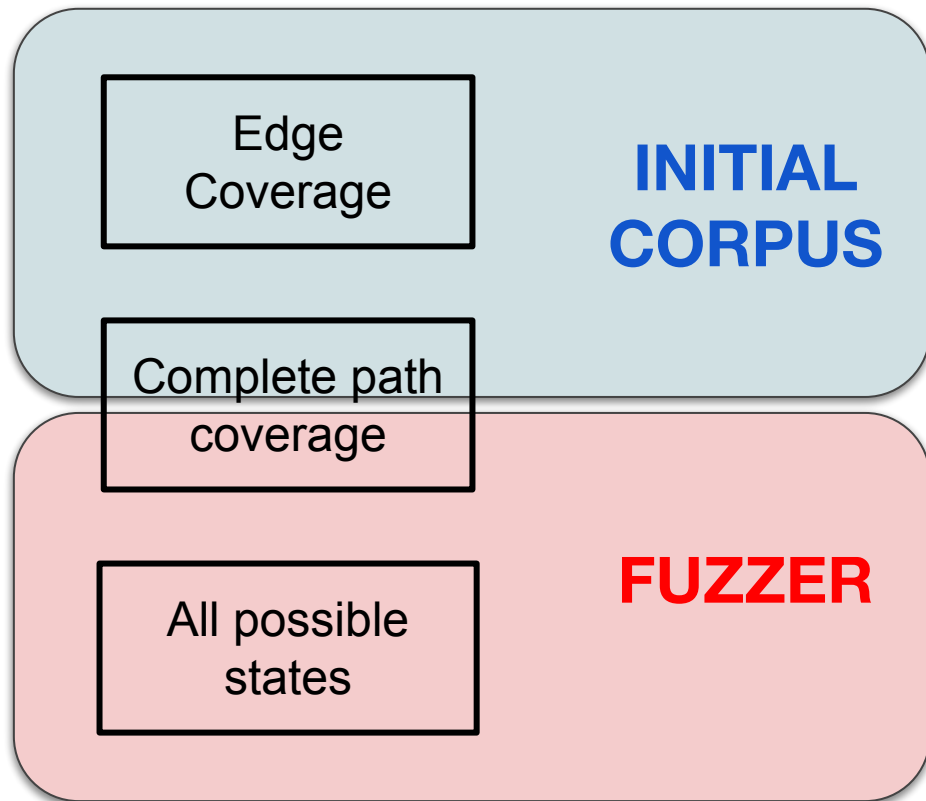 Edge
Coverage
INITIAL
CORPUS
Complete path
coverage
FUZZER
All possible
states